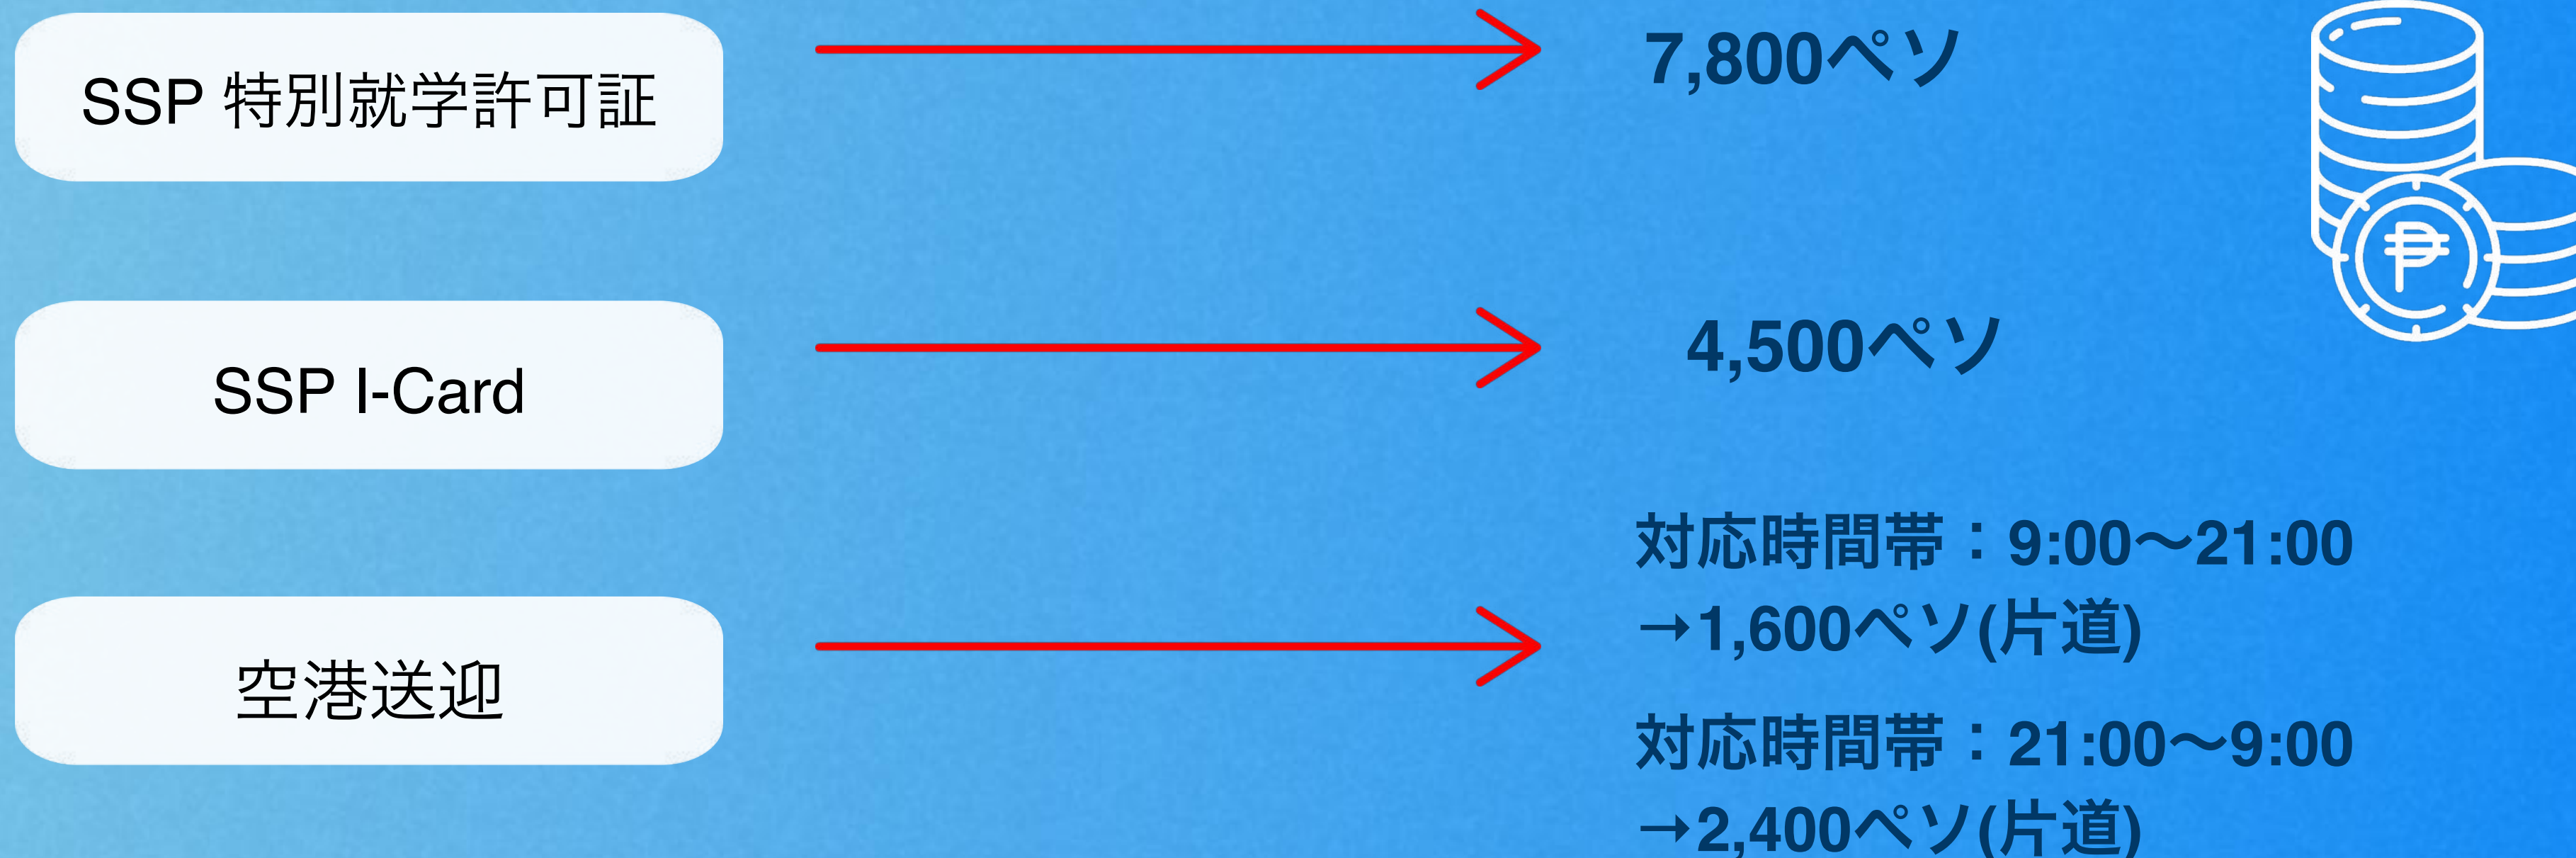 SSP 特別就学許可証
7,800ペソ
SSP I-Card
4,500ペソ
空港送迎
対応時間帯：9:00〜21:00
→1,600ペソ(片道)
対応時間帯：21:00〜9:00
→2,400ペソ(片道)